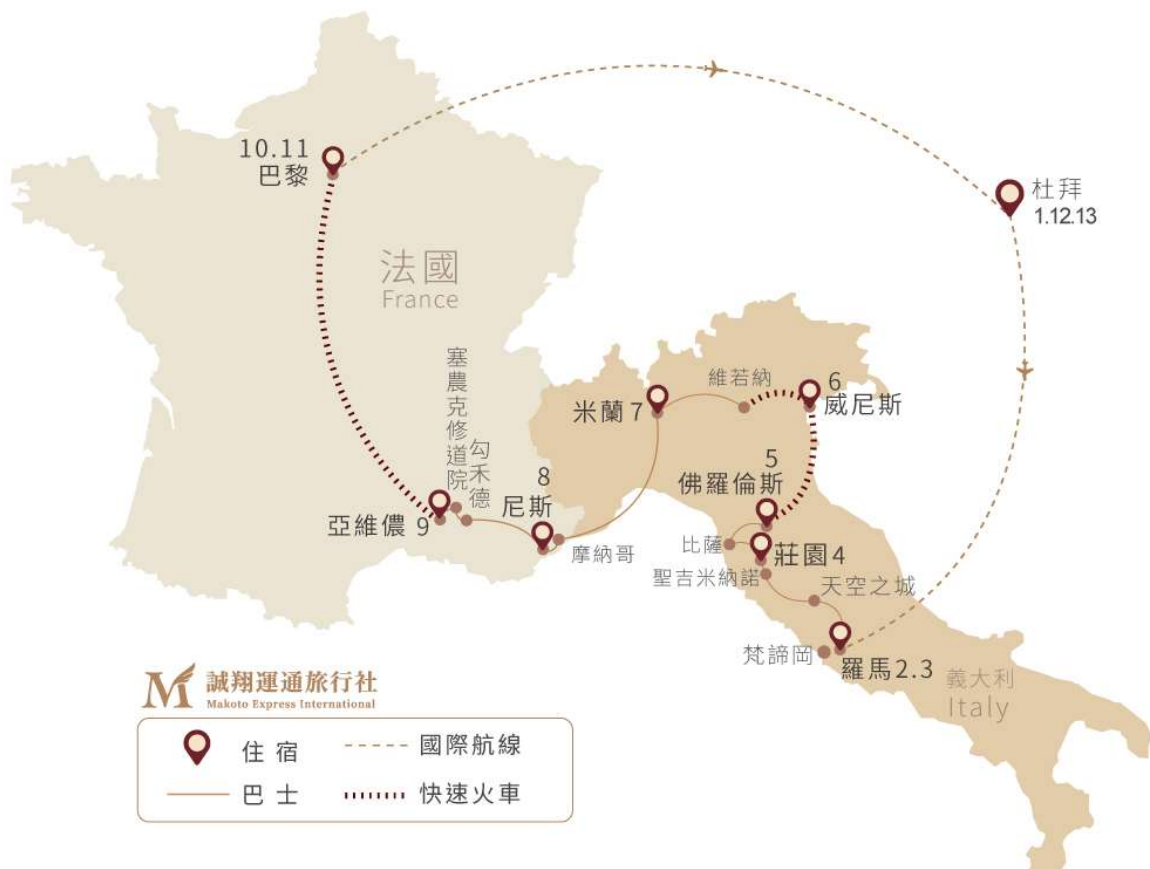 10.11
巴黎
杜拜
1.12.13
法國
France
塞農克修道院
勾禾德
維若納
6
威尼斯
米蘭 7
5
佛羅倫斯
8
尼斯
亞維儂 9
摩納哥
比薩
莊園4
聖吉米納諾
天空之城
梵諦岡
羅馬2.3
義大利
Italy
誠翔運通旅行社
Makoto Express International
住 宿
國際航線
巴 士
快速火車